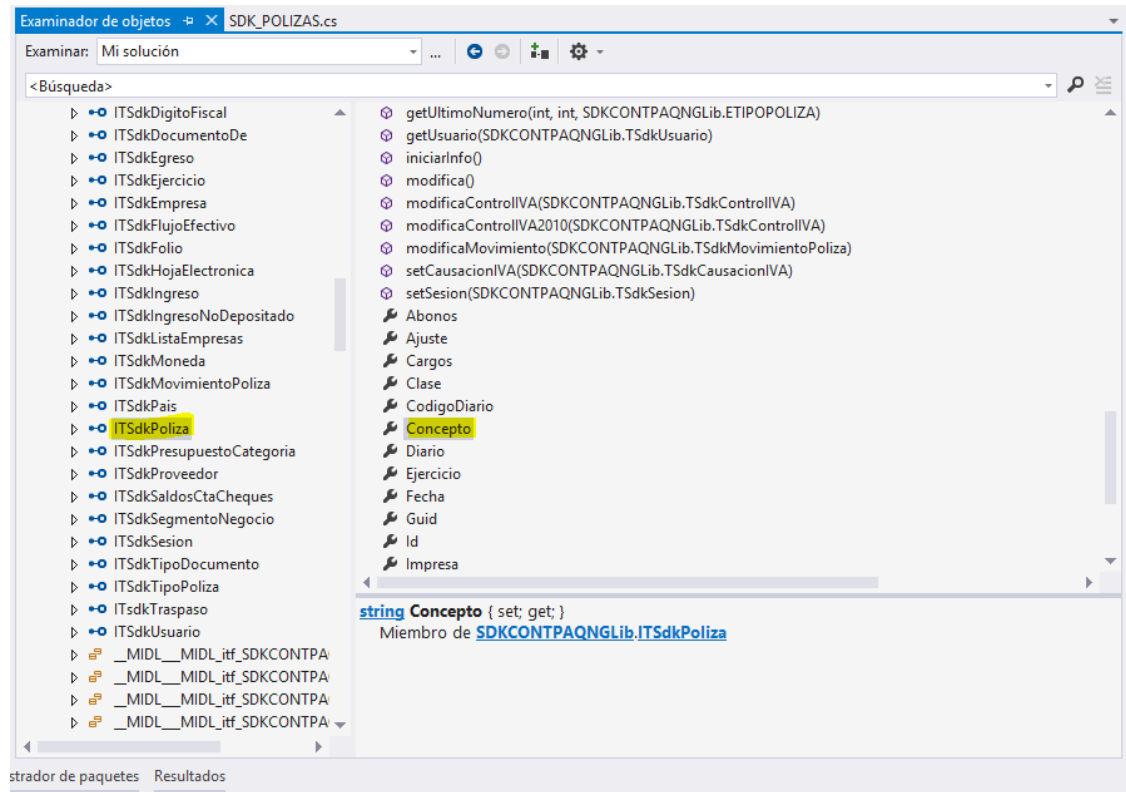 Examinador de objetos SDK_POLIZAS.cs
Examinar: Mi solución ...
<Búsqueda>
ITSdkDigitoFiscal
ITSdkDocumentoDe
ITSdkEgreso
ITSdkEjercicio
ITSdkEmpresa
ITSdkFlujoEfectivo
ITSdkFolio
ITSdkHojaElectronica
ITSdkIngreso
ITSdkIngresoNoDepositado
ITSdkListaEmpresas
ITSdkMoneda
ITSdkMovimientoPoliza
ITSdkPais
ITSdkPoliza
ITSdkPresupuestoCategoria
ITSdkProveedor
ITSdkSaldosCtaCheques
ITSdkSegmentoNegocio
ITSdkSesion
ITSdkTipoDocumento
ITSdkTipoPoliza
ITsdkTraspaso
ITSdkUsuario
__MIDL___MIDL_itf_SDKCONTPA
__MIDL___MIDL_itf_SDKCONTPA
__MIDL___MIDL_itf_SDKCONTPA
__MIDL___MIDL_itf_SDKCONTPA
getUltimoNumero(int, int, SDKCONTPAQNGLib.ETIPOPOLIZA)
getUsuario(SDKCONTPAQNGLib.TSdkUsuario)
iniciarInfo()
modifica()
modificaControlIVA(SDKCONTPAQNGLib.TSdkControlIVA)
modificaControlIVA2010(SDKCONTPAQNGLib.TSdkControlIVA)
modificaMovimiento(SDKCONTPAQNGLib.TSdkMovimientoPoliza)
setCausacionIVA(SDKCONTPAQNGLib.TSdkCausacionIVA)
setSesion(SDKCONTPAQNGLib.TSdkSesion)
Abonos
Ajuste
Cargos
Clase
CodigoDiario
Concepto
Diario
Ejercicio
Fecha
Guid
Id
Impresa
string Concepto { set; get; }
Miembro de SDKCONTPAQNGLib.ITSdkPoliza
strador de paquetes Resultados